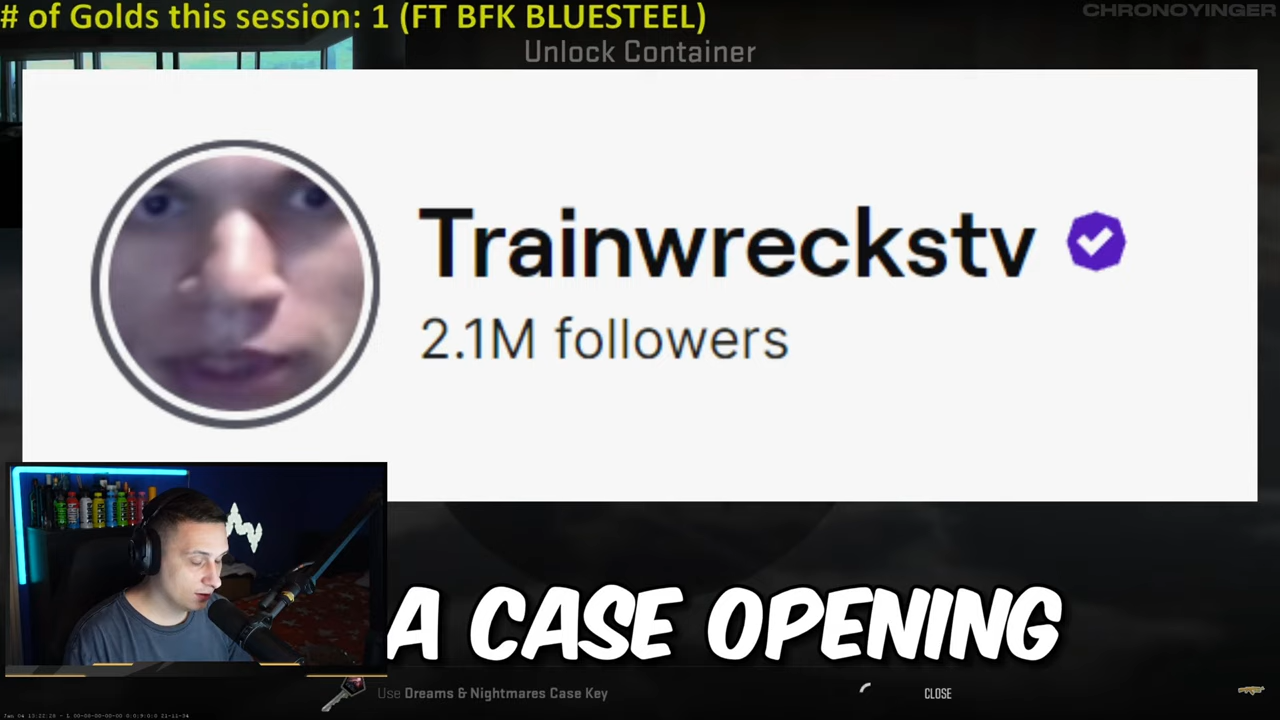 # of Golds this session: 1 (FT BFK BLUESTEEL)
CHRONOYINGER
Unlock Container
Trainwreckstv
2.1M followers
A CASE OPENING
Use Dreams & Nightmares Case Key
CLOSE